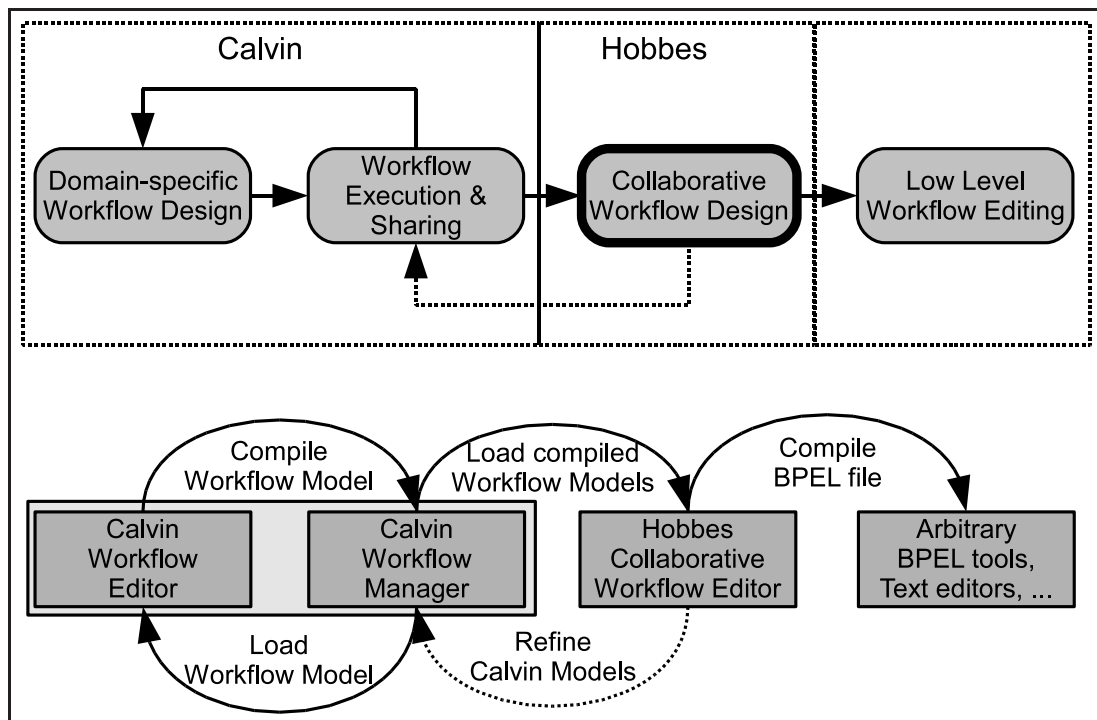 Calvin
Hobbes
Domain-specific
Workflow Design
Workflow
Execution &
Sharing
Collaborative
Workflow Design
Low Level
Workflow Editing
Compile
Workflow Model
Load compiled
Workflow Models
Compile
BPEL file
Calvin
Workflow
Editor
Calvin
Workflow
Manager
Hobbes
Collaborative
Workflow Editor
Arbitrary
BPEL tools,
Text editors, ...
Load
Workflow Model
Refine
Calvin Models